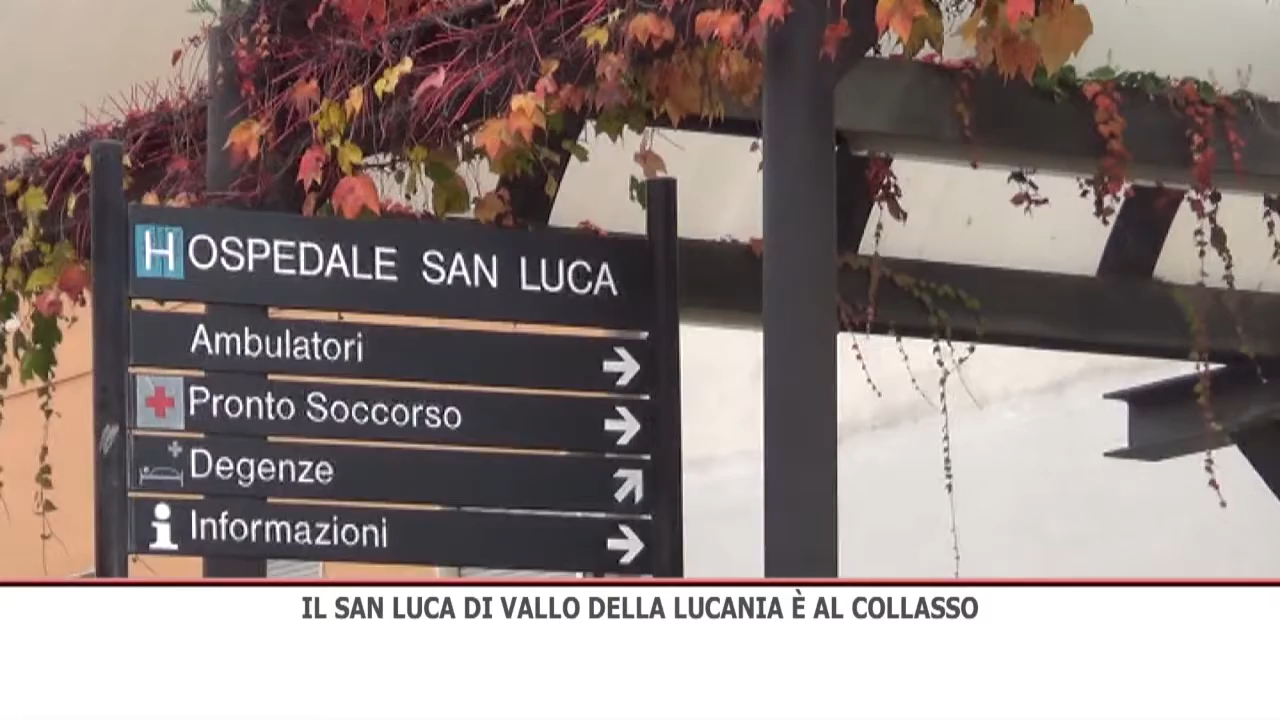 HOSPEDALE SAN LUCA
Ambulatori
Pronto Soccorso
Degenze
Informazioni
IL SAN LUCA DI VALLO DELLA LUCANIA È AL COLLASSO